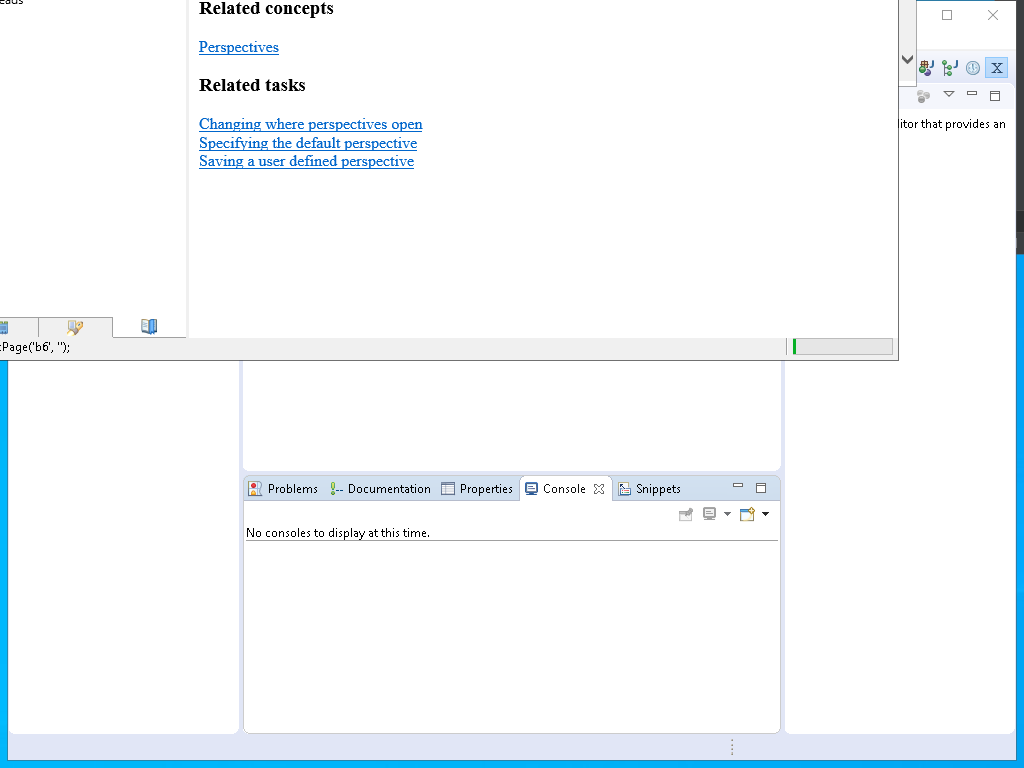 Related concepts
Perspectives
Related tasks
Changing where perspectives open
Specifying the default perspective
Saving a user defined perspective
itor that provides an
Page('b6', '');
Problems Documentation Properties Console Snippets
No consoles to display at this time.